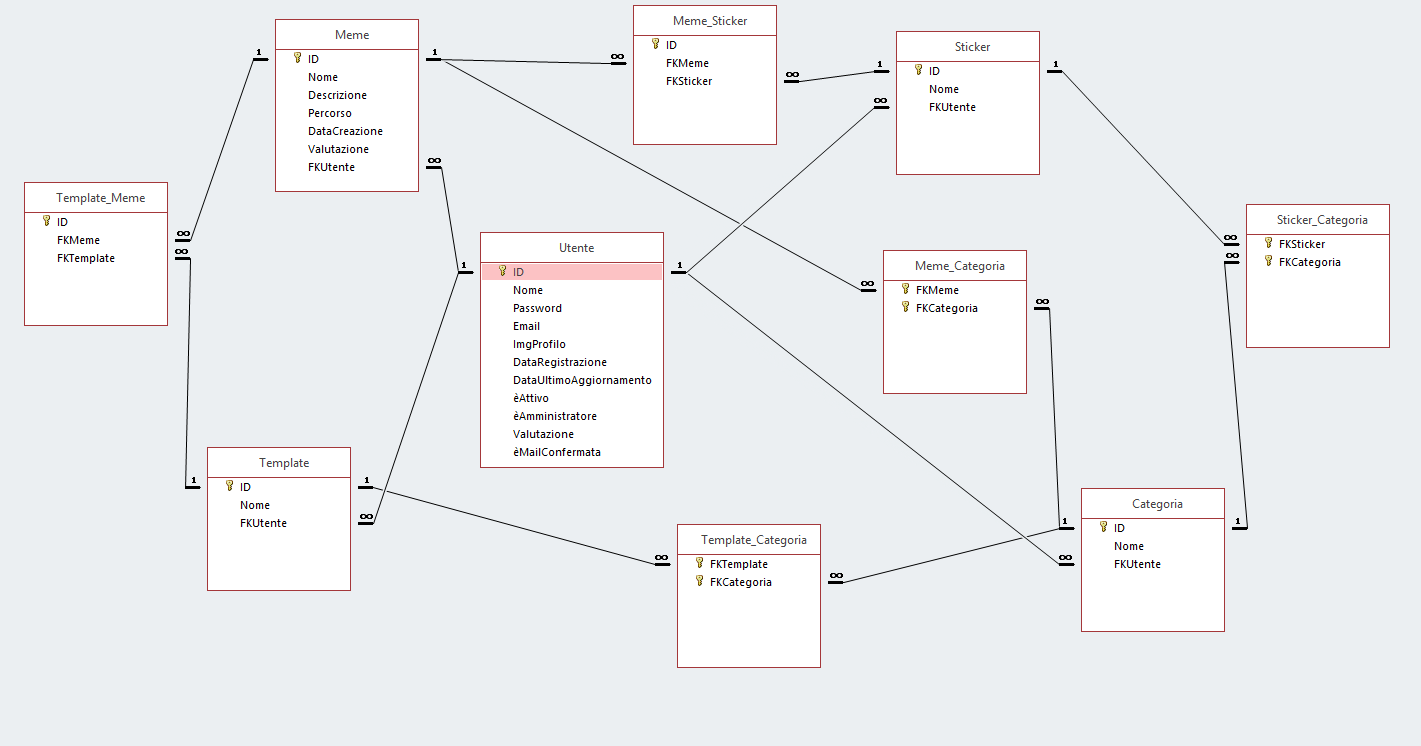 Meme
ID
Nome
Descrizione
Percorso
DataCreazione
Valutazione
FKUtente
Meme_Sticker
ID
FKMeme
FKSticker
Sticker
ID
Nome
FKUtente
Template_Meme
ID
FKMeme
FKTemplate
Utente
ID
Nome
Password
Email
ImgProfilo
DataRegistrazione
DataUltimoAggiornamento
èAttivo
èAmministratore
Valutazione
èMailConfermata
Meme_Categoria
FKMeme
FKCategoria
Sticker_Categoria
FKSticker
FKCategoria
Template
ID
Nome
FKUtente
Template_Categoria
FKTemplate
FKCategoria
Categoria
ID
Nome
FKUtente
1
∞
1
∞
∞
1
∞
1
∞
∞
1
∞
1
1
∞
∞
∞
∞
1
1
∞
∞
∞
1
∞
1